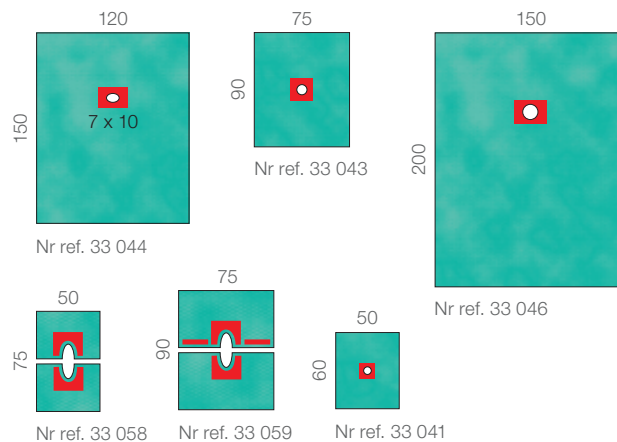 120
150
7 x 10
Nr ref. 33 044
75
90
Nr ref. 33 043
150
200
Nr ref. 33 046
50
75
Nr ref. 33 058
75
90
Nr ref. 33 059
50
60
Nr ref. 33 041